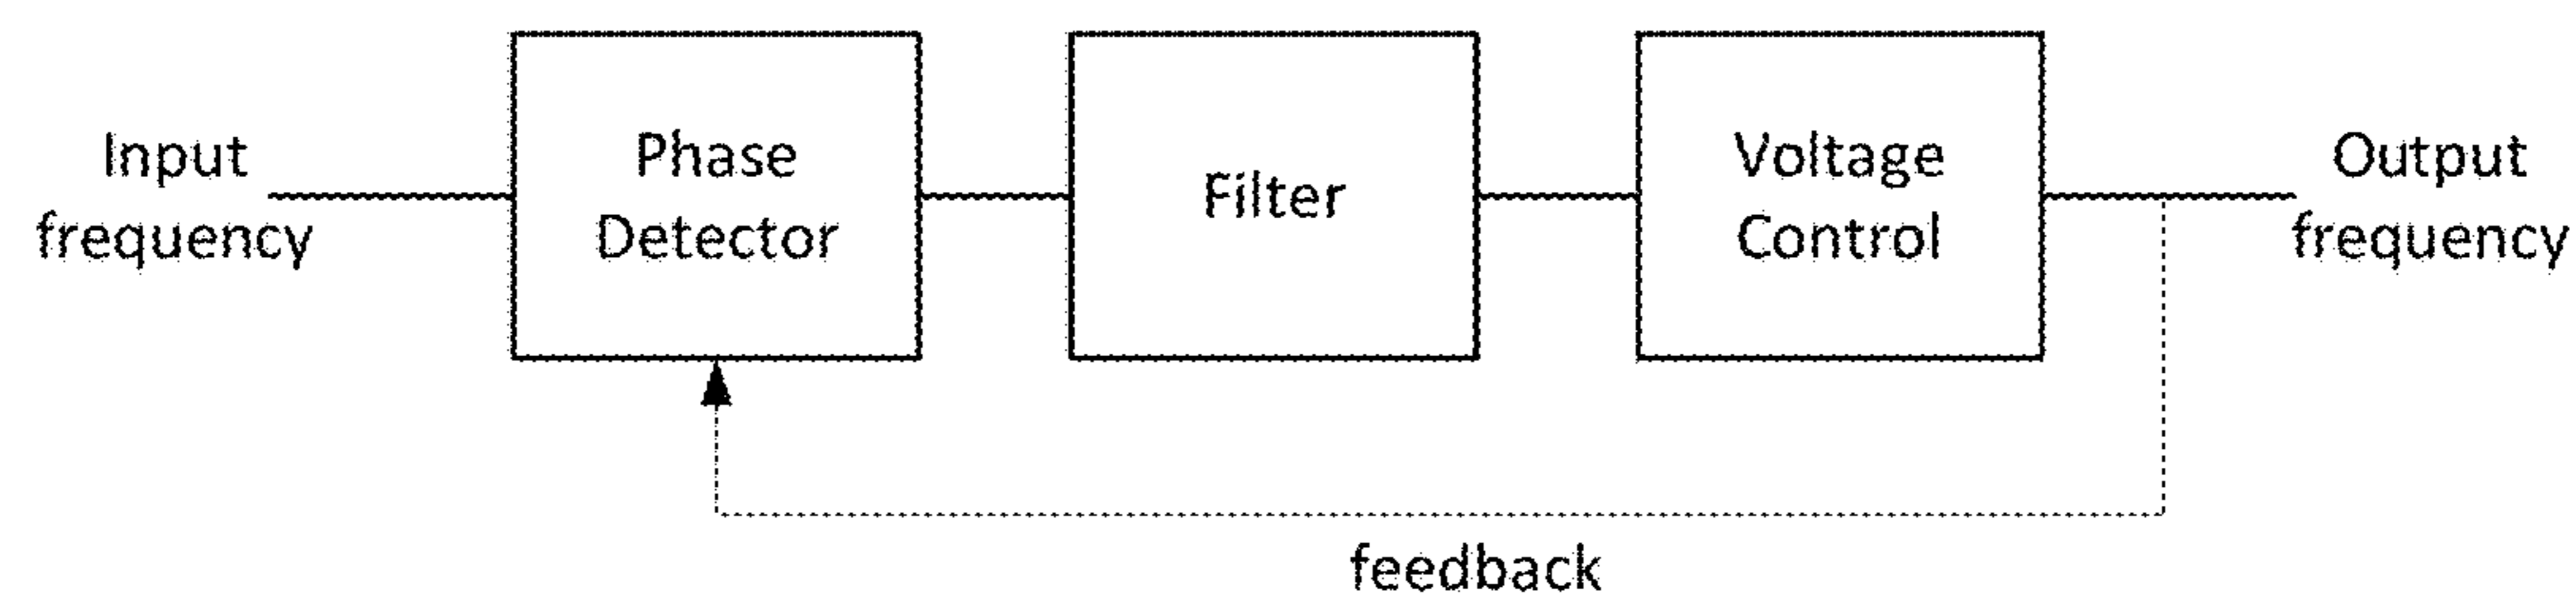 Input
frequency
Phase
Detector
Filter
Voltage
Control
Output
frequency
feedback